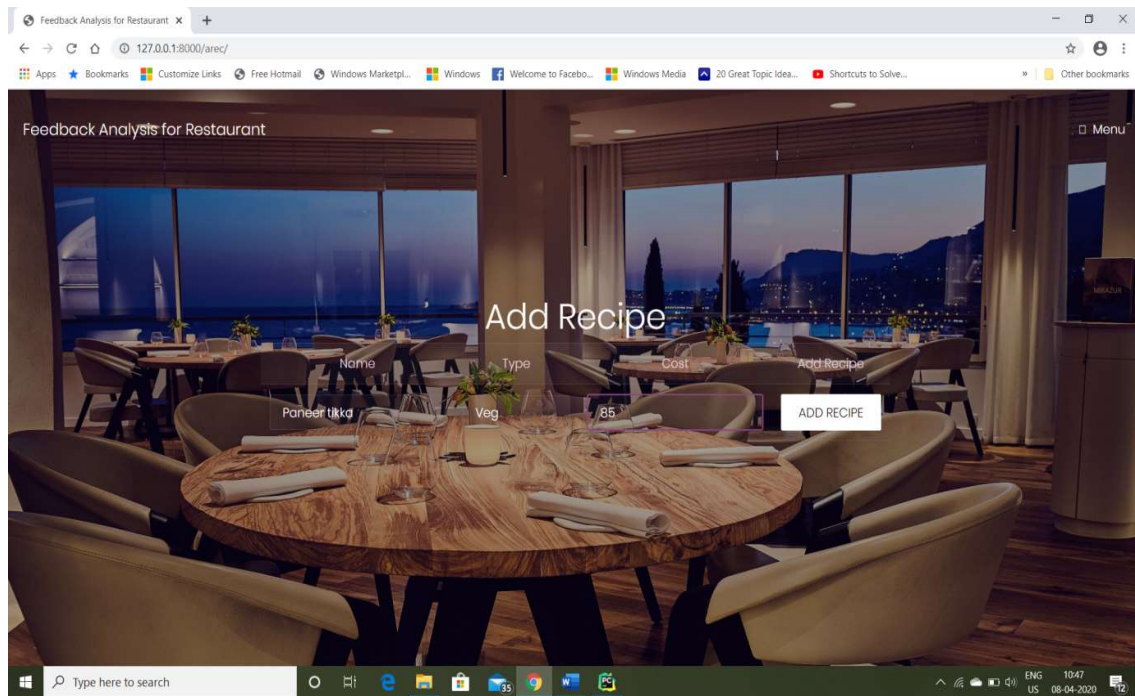 Feedback Analysis for Restaurant
127.0.0.1:8000/arec/
Apps Bookmarks Customize Links Free Hotmail Windows Marketpl... Windows Welcome to Facebo... Windows Media 20 Great Topic Idea... Shortcuts to Solve... » Other bookmarks
Feedback Analysis for Restaurant Menu
MIRAZUR
Add Recipe
Name Type Cost Add Recipe
Paneer tikka Veg 85 ADD RECIPE
Type here to search 35 ENG 10:47
US 08-04-2020 12